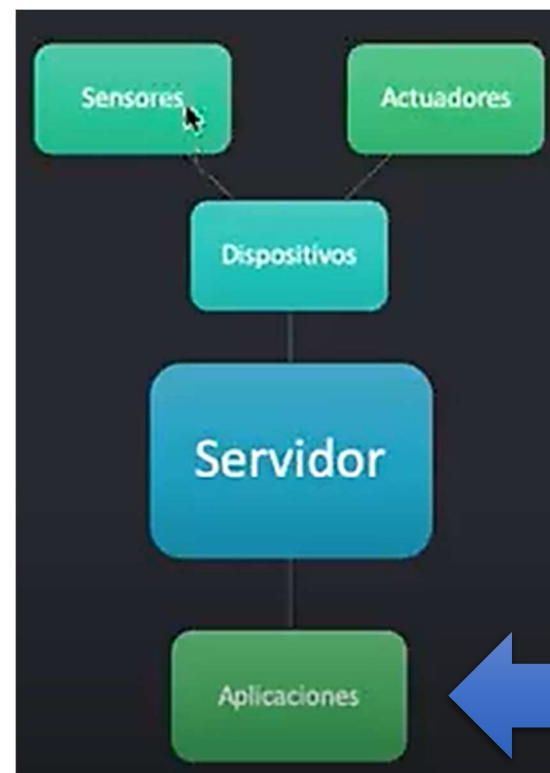 Sensores
Actuadores
Dispositivos
Servidor
Aplicaciones